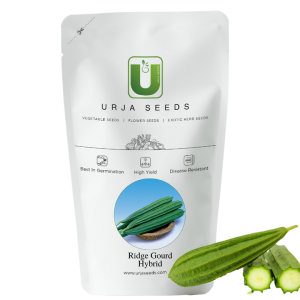 U
URJA SEEDS
VEGETABLE SEEDS | FLOWER SEEDS | EXOTIC HERB SEEDS
Best In Germination
High Yield
Disease Resistant
Ridge Gourd
Hybrid
www.urjaseeds.com